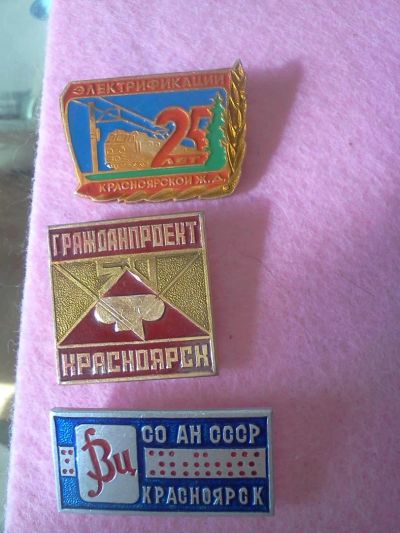 ЭЛЕКТРИФИКАЦИИ
25
ЛЕТ
КРАСНОЯРСКОЙ Ж.Д.
ГРАЖДАНПРОЕКТ
КРАСНОЯРСК
ВЦ
СО АН СССР
КРАСНОЯРСК